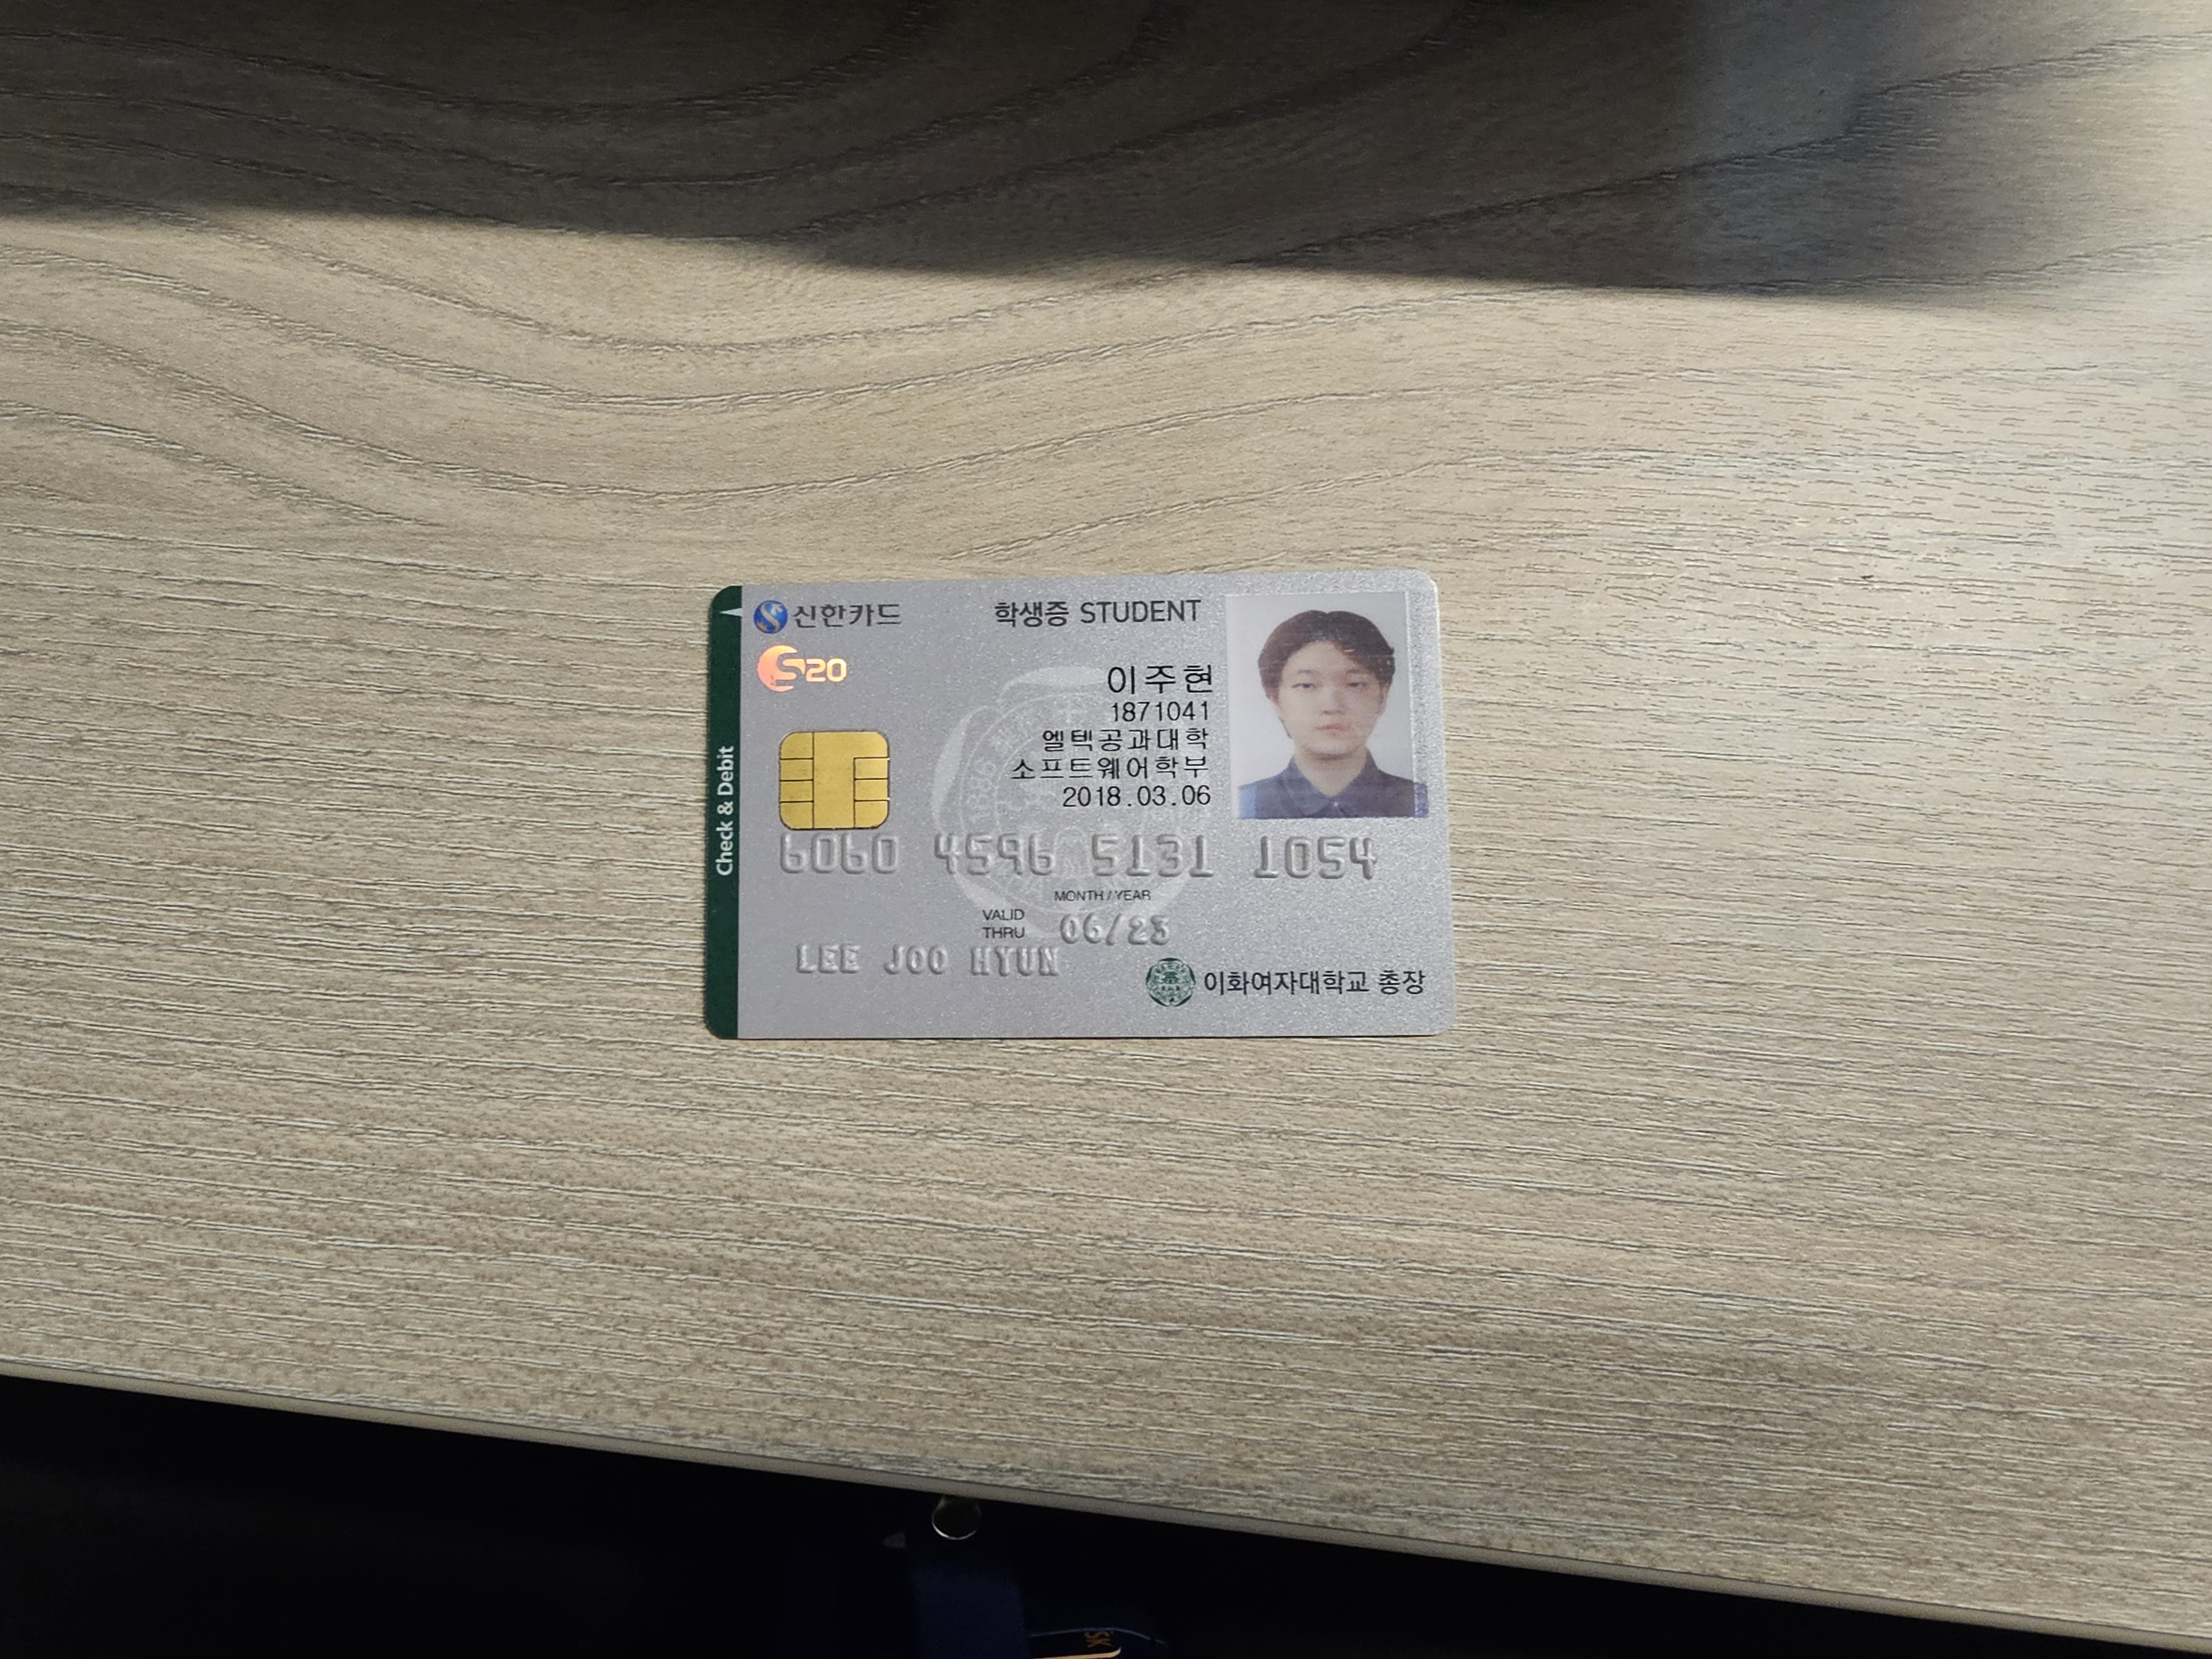 신한카드
학생증 STUDENT
S20
이주현
1871041
엘텍공과대학
소프트웨어학부
2018.03.06
Check & Debit
6060 4596 5131 1054
MONTH / YEAR
VALID THRU 06/23
LEE JOO HYUN
이화여자대학교 총장
SK